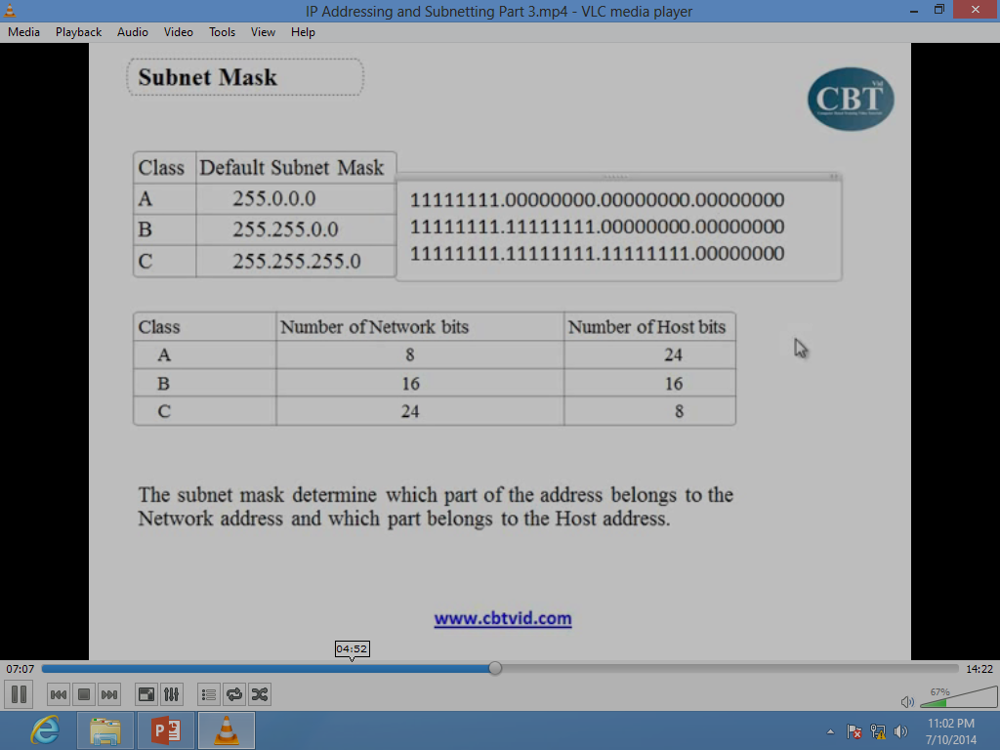 IP Addressing and Subnetting Part 3.mp4 - VLC media player
Media Playback Audio Video Tools View Help
Subnet Mask
CBT
Vid
Class Default Subnet Mask
A 255.0.0.0 11111111.00000000.00000000.00000000
B 255.255.0.0 11111111.11111111.00000000.00000000
C 255.255.255.0 11111111.11111111.11111111.00000000
Class Number of Network bits Number of Host bits
A 8 24
B 16 16
C 24 8
The subnet mask determine which part of the address belongs to the
Network address and which part belongs to the Host address.
www.cbtvid.com
04:52
07:07 14:22
67%
11:02 PM
7/10/2014